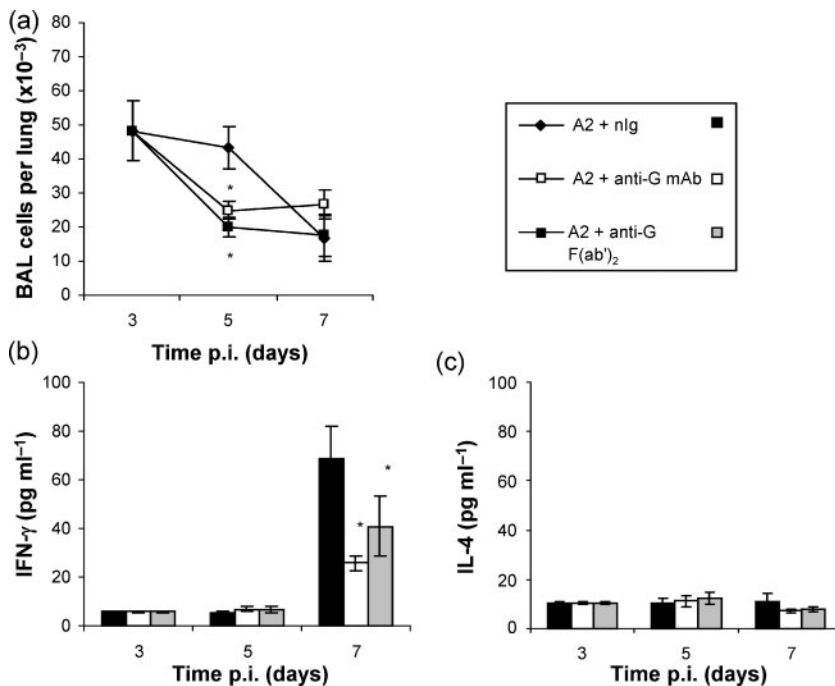 (a)
80
70
60
50
40
30
20
10
0
BAL cells per lung (x10⁻³)
*
*
3 5 7
Time p.i. (days)
A2 + nIg
A2 + anti-G mAb
A2 + anti-G
F(ab')₂
(b)
100
80
60
40
20
0
IFN-γ (pg ml⁻¹)
*
*
3 5 7
Time p.i. (days)
(c)
100
80
60
40
20
0
IL-4 (pg ml⁻¹)
3 5 7
Time p.i. (days)